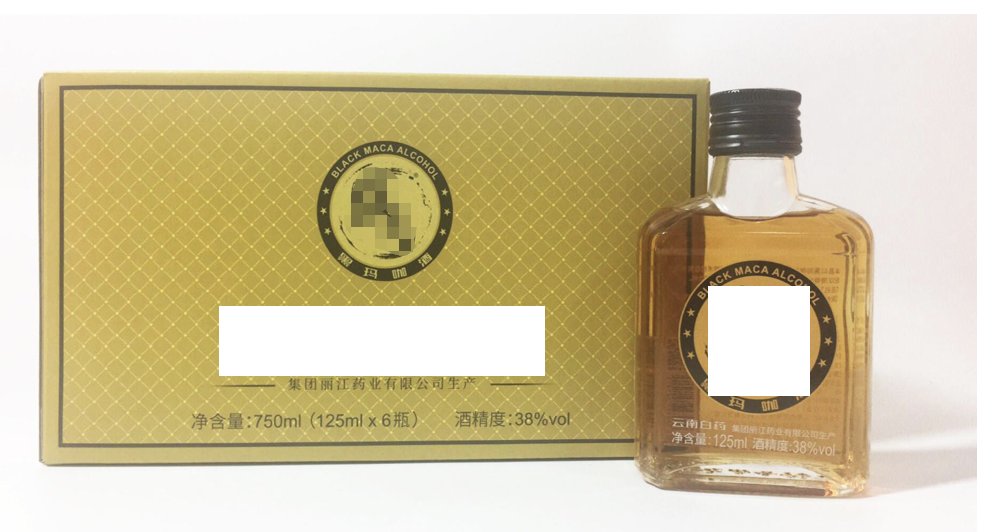 BLACK MACA ALCOHOL
黑玛咖酒
集团丽江药业有限公司生产
净含量:750ml (125ml x 6瓶) 酒精度:38%vol
BLACK MACA ALCOHOL
玛咖
云南白药 集团丽江药业有限公司生产
净含量:125ml 酒精度:38%vol